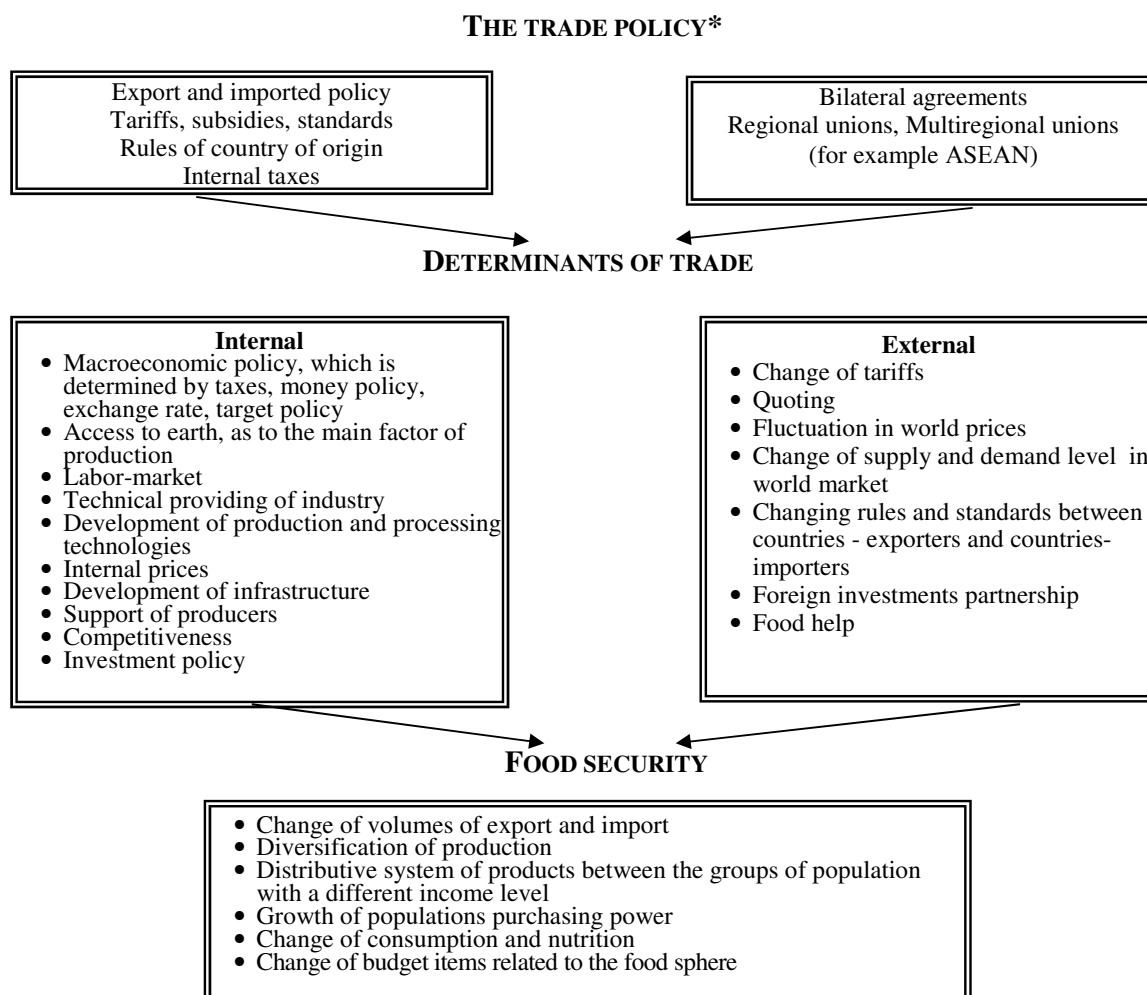 THE TRADE POLICY*
Export and imported policy
Tariffs, subsidies, standards
Rules of country of origin
Internal taxes
Bilateral agreements
Regional unions, Multiregional unions
(for example ASEAN)
DETERMINANTS OF TRADE
Internal
• Macroeconomic policy, which is
determined by taxes, money policy,
exchange rate, target policy
• Access to earth, as to the main factor of
production
• Labor-market
• Technical providing of industry
• Development of production and processing
technologies
• Internal prices
• Development of infrastructure
• Support of producers
• Competitiveness
• Investment policy
External
• Change of tariffs
• Quoting
• Fluctuation in world prices
• Change of supply and demand level in
world market
• Changing rules and standards between
countries - exporters and countries-
importers
• Foreign investments partnership
• Food help
FOOD SECURITY
• Change of volumes of export and import
• Diversification of production
• Distributive system of products between the groups of population
with a different income level
• Growth of populations purchasing power
• Change of consumption and nutrition
• Change of budget items related to the food sphere